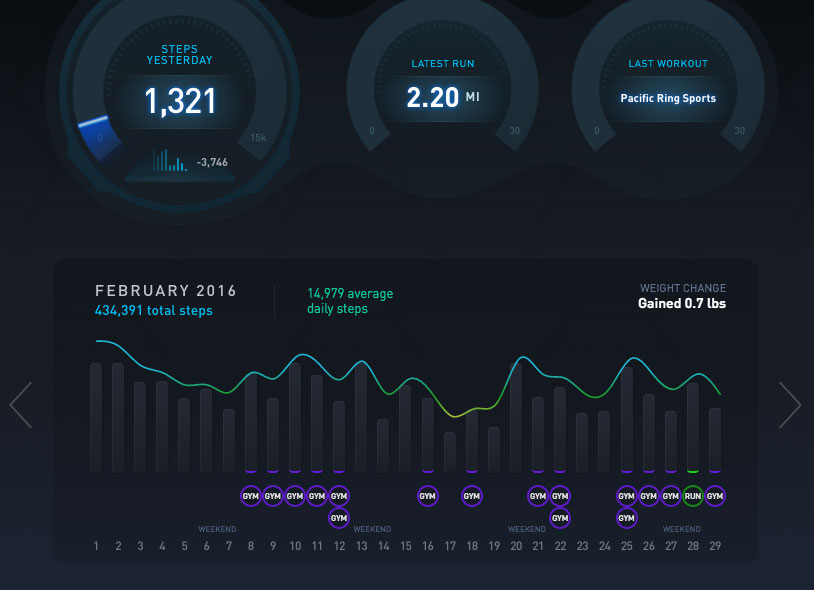 STEPS
YESTERDAY
1,321
0
15k
-3,746
LATEST RUN
2.20 MI
0
30
LAST WORKOUT
Pacific Ring Sports
0
30
FEBRUARY 2016
434,391 total steps
14,979 average
daily steps
WEIGHT CHANGE
Gained 0.7 lbs
GYM GYM GYM GYM GYM GYM GYM GYM GYM GYM GYM GYM RUN GYM
GYM GYM GYM
WEEKEND WEEKEND WEEKEND WEEKEND
1 2 3 4 5 6 7 8 9 10 11 12 13 14 15 16 17 18 19 20 21 22 23 24 25 26 27 28 29